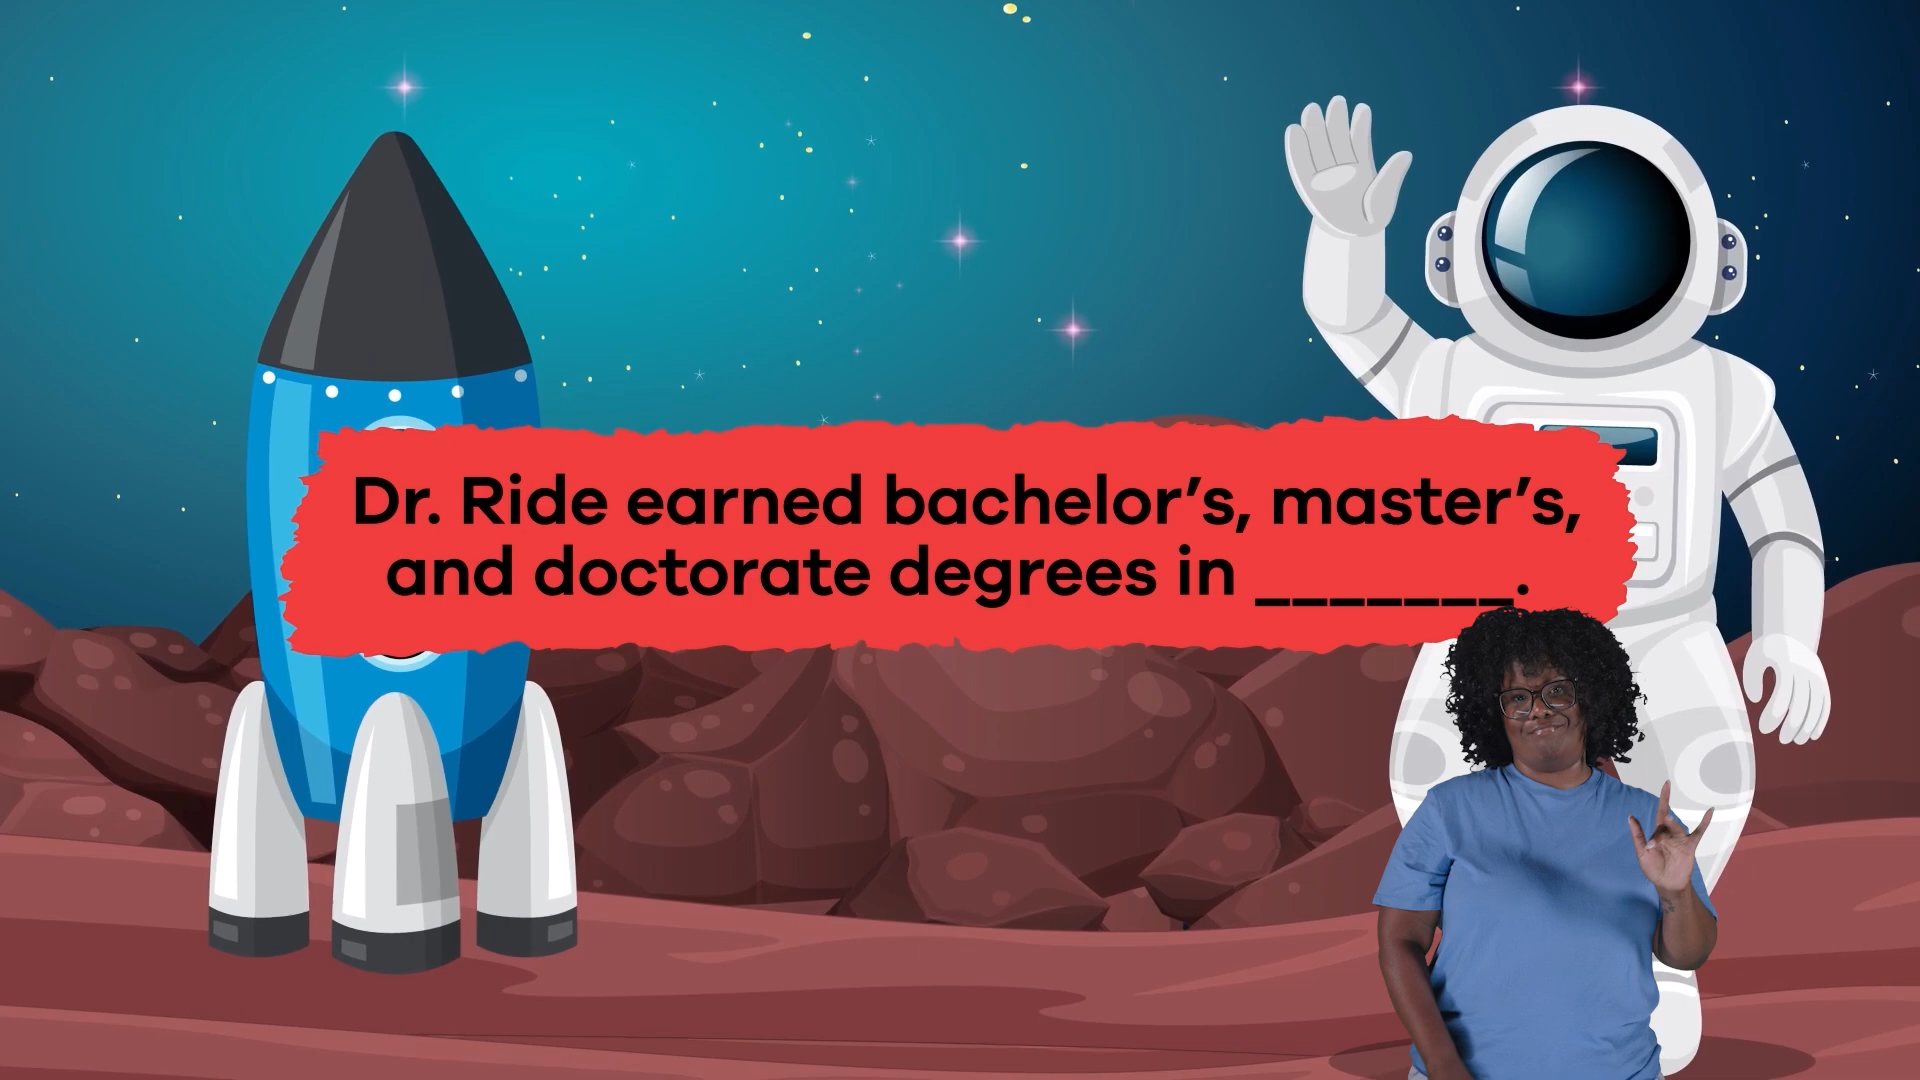 Dr. Ride earned bachelor’s, master’s,
and doctorate degrees in _______.